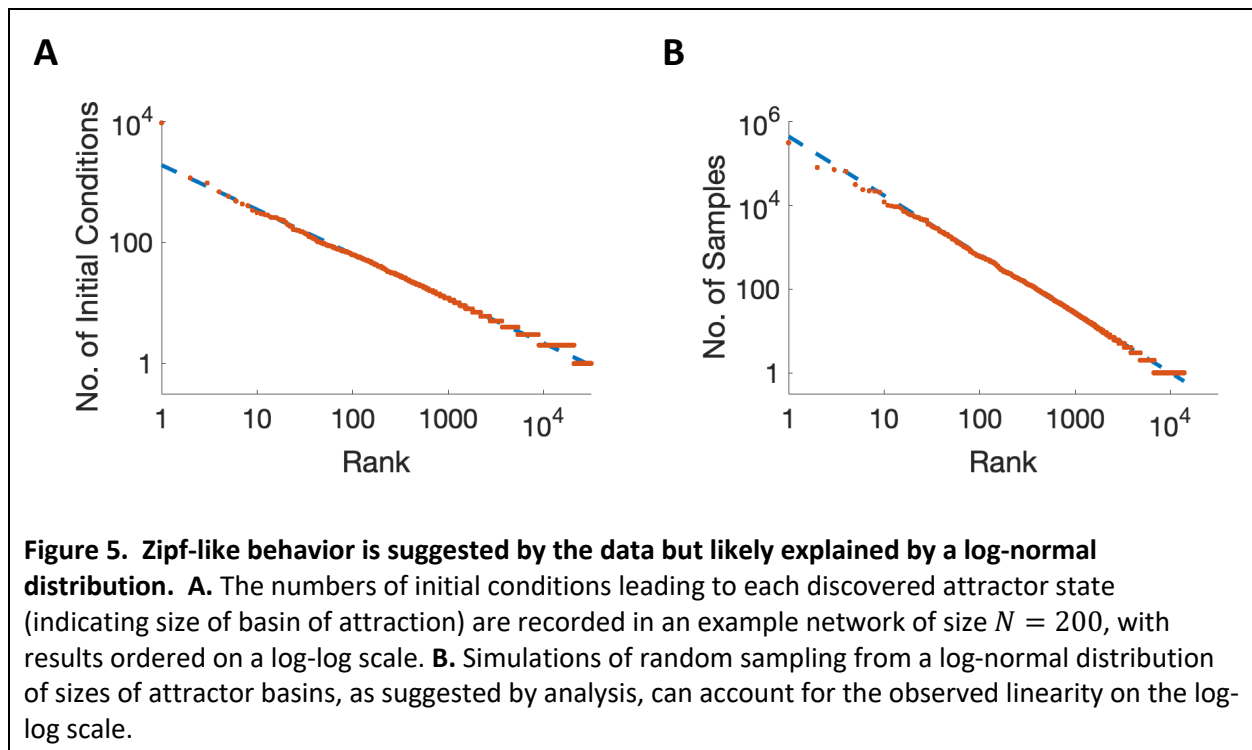 A
B
No. of Initial Conditions
10^4
100
1
1
10
100
1000
10^4
Rank
No. of Samples
10^6
10^4
100
1
1
10
100
1000
10^4
Rank
Figure 5. Zipf-like behavior is suggested by the data but likely explained by a log-normal
distribution. A. The numbers of initial conditions leading to each discovered attractor state
(indicating size of basin of attraction) are recorded in an example network of size N = 200, with
results ordered on a log-log scale. B. Simulations of random sampling from a log-normal distribution
of sizes of attractor basins, as suggested by analysis, can account for the observed linearity on the log-
log scale.